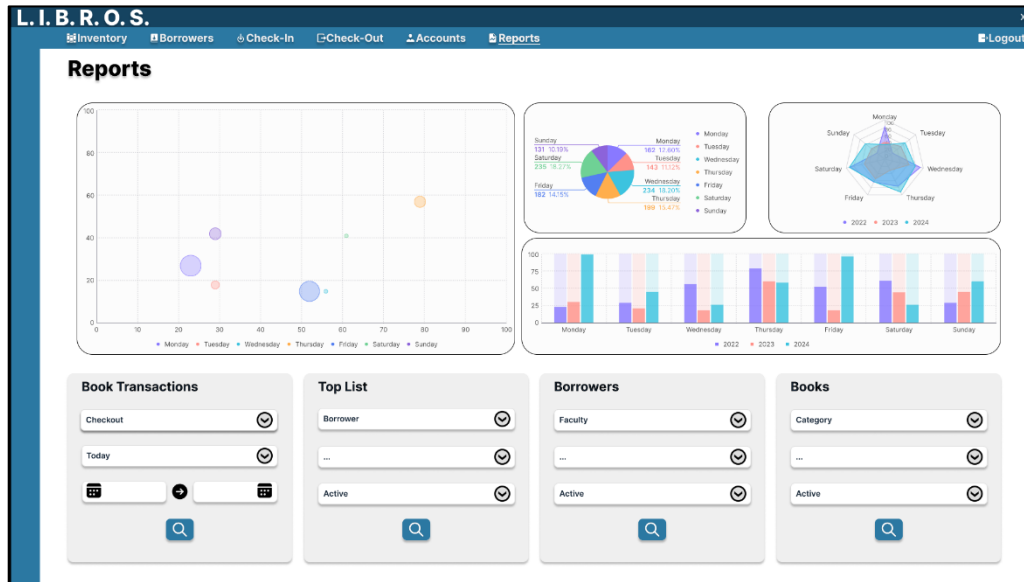 L. I. B. R. O. S.
Inventory Borrowers Check-In Check-Out Accounts Reports Logout
Reports
100
80
60
40
20
0
0 10 20 30 40 50 60 70 80 90 100
Monday Tuesday Wednesday Thursday Friday Saturday Sunday
Sunday
131 10.19%
Saturday
235 18.27%
Friday
182 14.15%
Monday
162 12.60%
Tuesday
143 11.12%
Wednesday
234 18.20%
Thursday
199 15.47%
Monday
Tuesday
Wednesday
Thursday
Friday
Saturday
Sunday
Monday
Sunday Tuesday
Saturday Wednesday
Friday Thursday
2022 2023 2024
100
75
50
25
0
Monday Tuesday Wednesday Thursday Friday Saturday Sunday
2022 2023 2024
Book Transactions
Checkout
Today
Top List
Borrower
...
Active
Borrowers
Faculty
...
Active
Books
Category
...
Active